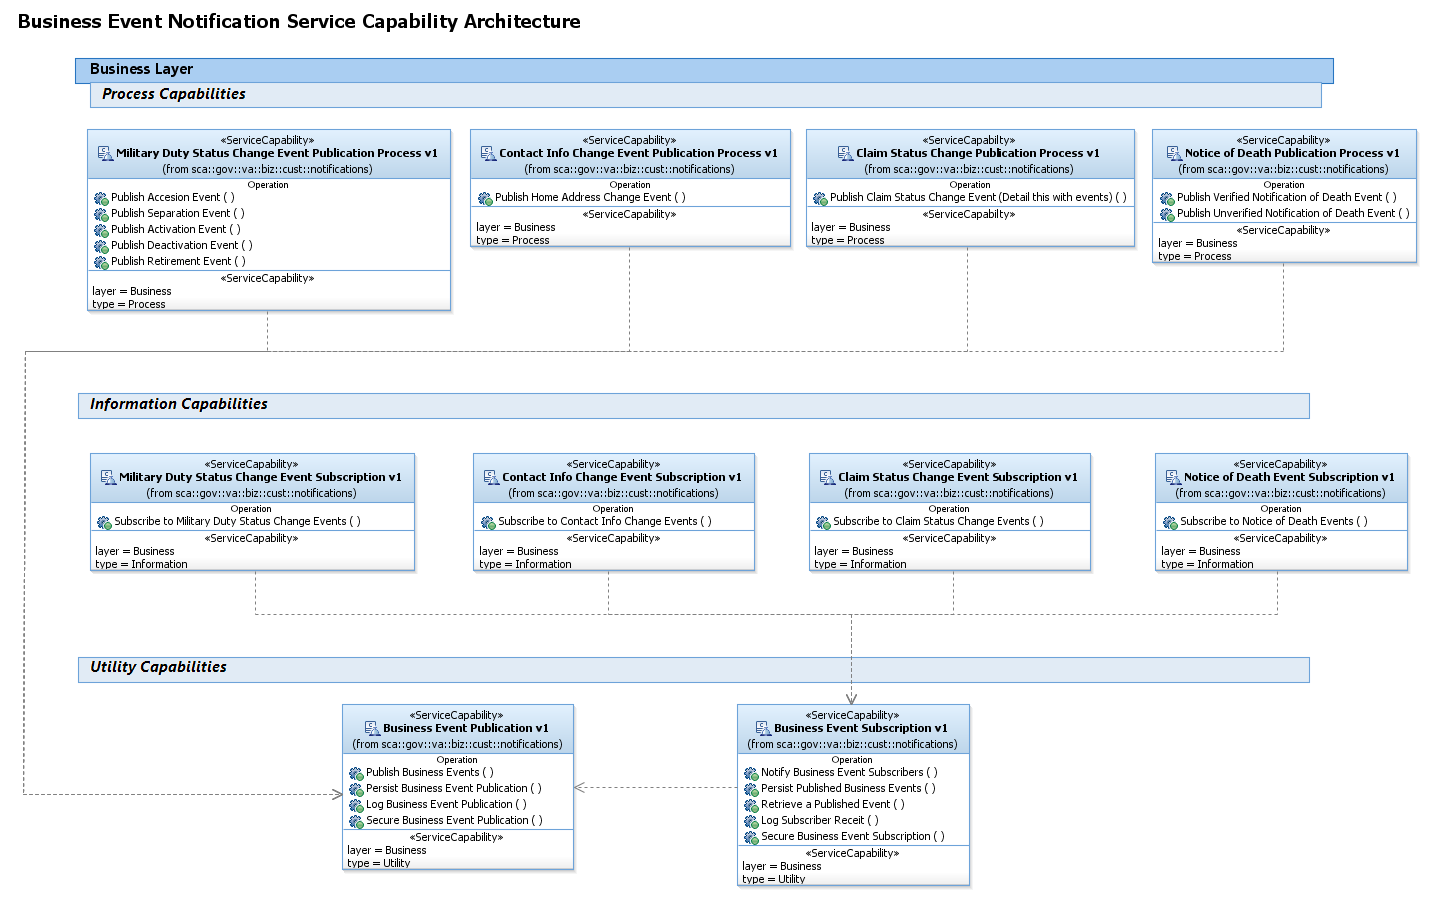 Business Event Notification Service Capability Architecture
Business Layer
Process Capabilities
«ServiceCapability»
Military Duty Status Change Event Publication Process v1
(from sca::gov::va::biz::cust::notifications)
Operation
Publish Accesion Event ( )
Publish Separation Event ( )
Publish Activation Event ( )
Publish Deactivation Event ( )
Publish Retirement Event ( )
«ServiceCapability»
layer = Business
type = Process
«ServiceCapability»
Contact Info Change Event Publication Process v1
(from sca::gov::va::biz::cust::notifications)
Operation
Publish Home Address Change Event ( )
«ServiceCapability»
layer = Business
type = Process
«ServiceCapability»
Claim Status Change Publication Process v1
(from sca::gov::va::biz::cust::notifications)
Operation
Publish Claim Status Change Event (Detail this with events) ( )
«ServiceCapability»
layer = Business
type = Process
«ServiceCapability»
Notice of Death Publication Process v1
(from sca::gov::va::biz::cust::notifications)
Operation
Publish Verified Notification of Death Event ( )
Publish Unverified Notification of Death Event ( )
«ServiceCapability»
layer = Business
type = Process
Information Capabilities
«ServiceCapability»
Military Duty Status Change Event Subscription v1
(from sca::gov::va::biz::cust::notifications)
Operation
Subscribe to Military Duty Status Change Events ( )
«ServiceCapability»
layer = Business
type = Information
«ServiceCapability»
Contact Info Change Event Subscription v1
(from sca::gov::va::biz::cust::notifications)
Operation
Subscribe to Contact Info Change Events ( )
«ServiceCapability»
layer = Business
type = Information
«ServiceCapability»
Claim Status Change Event Subscription v1
(from sca::gov::va::biz::cust::notifications)
Operation
Subscribe to Claim Status Change Events ( )
«ServiceCapability»
layer = Business
type = Information
«ServiceCapability»
Notice of Death Event Subscription v1
(from sca::gov::va::biz::cust::notifications)
Operation
Subscribe to Notice of Death Events ( )
«ServiceCapability»
layer = Business
type = Information
Utility Capabilities
«ServiceCapability»
Business Event Publication v1
(from sca::gov::va::biz::cust::notifications)
Operation
Publish Business Events ( )
Persist Business Event Publication ( )
Log Business Event Publication ( )
Secure Business Event Publication ( )
«ServiceCapability»
layer = Business
type = Utility
«ServiceCapability»
Business Event Subscription v1
(from sca::gov::va::biz::cust::notifications)
Operation
Notify Business Event Subscribers ( )
Persist Published Business Events ( )
Retrieve a Published Event ( )
Log Subscriber Receit ( )
Secure Business Event Subscription ( )
«ServiceCapability»
layer = Business
type = Utility